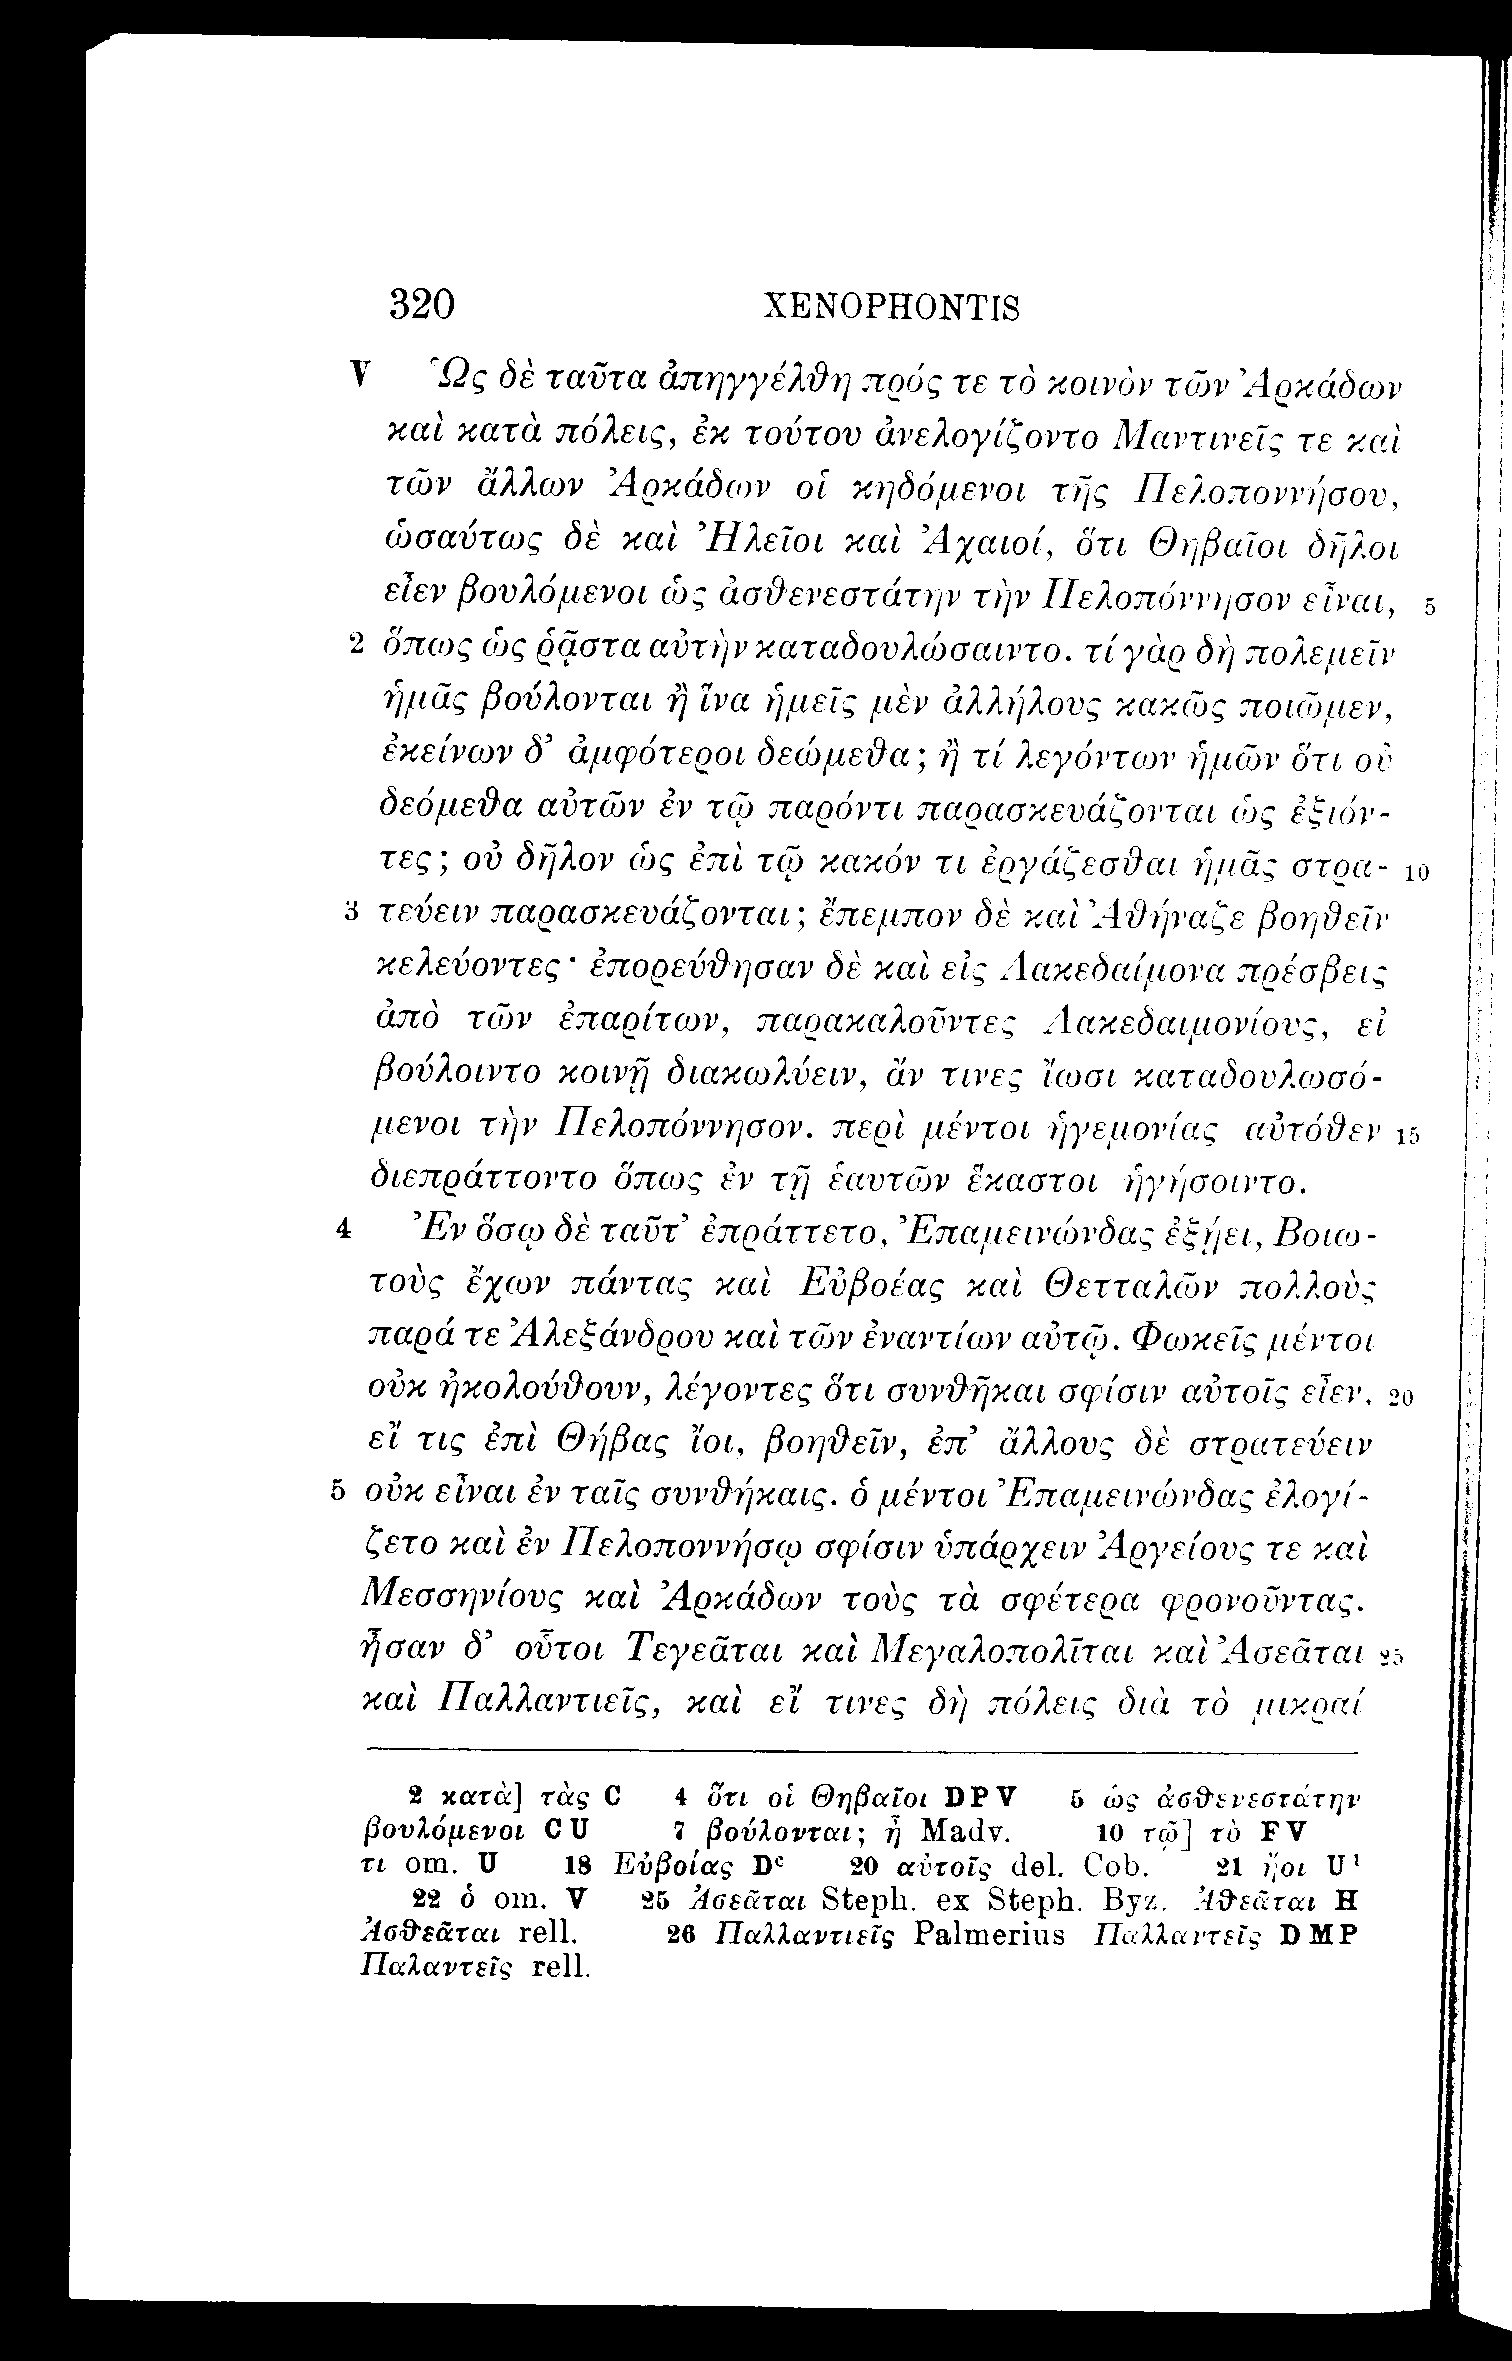 320 XENOPHONTIS
V Ὡς δὲ ταῦτα ἀπηγγέλθη πρός τε τὸ κοινὸν τῶν Ἀρκάδων
καὶ κατὰ πόλεις, ἐκ τούτου ἀνελογίζοντο Μαντινεῖς τε καὶ
τῶν ἄλλων Ἀρκάδων οἱ κηδόμενοι τῆς Πελοποννήσου,
ὡσαύτως δὲ καὶ Ἠλεῖοι καὶ Ἀχαιοί, ὅτι Θηβαῖοι δῆλοι
εἶεν βουλόμενοι ὡς ἀσθενεστάτην τὴν Πελοπόννησον εἶναι, 5
2 ὅπως ὡς ῥᾷστα αὐτὴν καταδουλώσαιντο. τί γὰρ δὴ πολεμεῖν
ἡμᾶς βούλονται ἢ ἵνα ἡμεῖς μὲν ἀλλήλους κακῶς ποιῶμεν,
ἐκείνων δ’ ἀμφότεροι δεώμεθα; ἢ τί λεγόντων ἡμῶν ὅτι οὐ
δεόμεθα αὐτῶν ἐν τῷ παρόντι παρασκευάζονται ὡς ἐξιόν-
τες; οὐ δῆλον ὡς ἐπὶ τῷ κακόν τι ἐργάζεσθαι ἡμᾶς στρα- 10
3 τεύειν παρασκευάζονται; ἔπεμπον δὲ καὶ Ἀθήναζε βοηθεῖν
κελεύοντες· ἐπορεύθησαν δὲ καὶ εἰς Λακεδαίμονα πρέσβεις
ἀπὸ τῶν ἐπαρίτων, παρακαλοῦντες Λακεδαιμονίους, εἰ
βούλοιντο κοινῇ διακωλύειν, ἄν τινες ἴωσι καταδουλωσό-
μενοι τὴν Πελοπόννησον. περὶ μέντοι ἡγεμονίας αὐτόθεν 15
διεπράττοντο ὅπως ἐν τῇ ἑαυτῶν ἕκαστοι ἡγήσοιντο.
4 Ἐν ὅσῳ δὲ ταῦτ’ ἐπράττετο, Ἐπαμεινώνδας ἐξῄει, Βοιω-
τοὺς ἔχων πάντας καὶ Εὐβοέας καὶ Θετταλῶν πολλοὺς
παρά τε Ἀλεξάνδρου καὶ τῶν ἐναντίων αὐτῷ. Φωκεῖς μέντοι
οὐκ ἠκολούθουν, λέγοντες ὅτι συνθῆκαι σφίσιν αὐτοῖς εἶεν, 20
εἴ τις ἐπὶ Θήβας ἴοι, βοηθεῖν, ἐπ’ ἄλλους δὲ στρατεύειν
5 οὐκ εἶναι ἐν ταῖς συνθήκαις. ὁ μέντοι Ἐπαμεινώνδας ἐλογί-
ζετο καὶ ἐν Πελοποννήσῳ σφίσιν ὑπάρχειν Ἀργείους τε καὶ
Μεσσηνίους καὶ Ἀρκάδων τοὺς τὰ σφέτερα φρονοῦντας.
ἦσαν δ’ οὗτοι Τεγεᾶται καὶ Μεγαλοπολῖται καὶ Ἀσεᾶται 25
καὶ Παλλαντιεῖς, καὶ εἴ τινες δὴ πόλεις διὰ τὸ μικραί
2 κατὰ] τὰς C 4 ὅτι οἱ Θηβαῖοι DPV 5 ὡς ἀσθενεστάτην
βουλόμενοι CU 7 βούλονται; ἦ Madv. 10 τῷ] τὸ FV
τι om. U 18 Εὐβοίας Dᶜ 20 αὐτοῖς del. Cob. 21 ᾔοι U¹
22 ὁ om. V 25 Ἀσεᾶται Steph. ex Steph. Byz. Ἀθεᾶται H
Ἀσθεᾶται rell. 26 Παλλαντιεῖς Palmerius Παλλαντεῖς DMP
Παλαντεῖς rell.